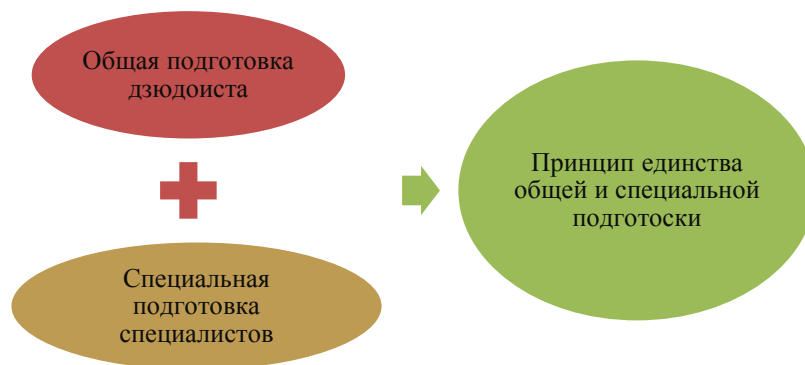 Общая подготовка
дзюдоиста
Специальная
подготовка
специалистов
Принцип единства
общей и специальной
подготоски